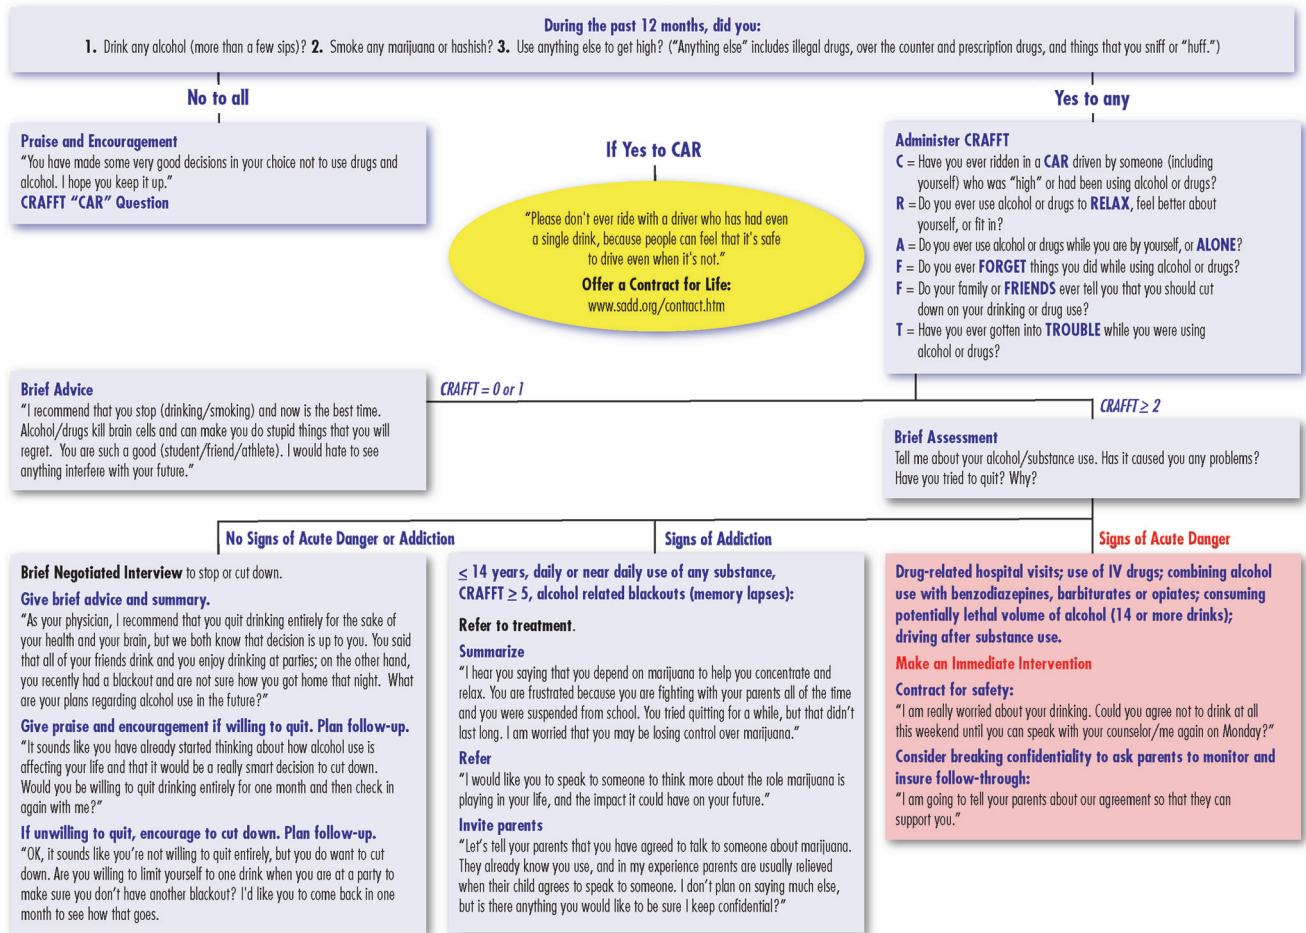 During the past 12 months, did you:
1. Drink any alcohol (more than a few sips)? 2. Smoke any marijuana or hashish? 3. Use anything else to get high? ("Anything else" includes illegal drugs, over the counter and prescription drugs, and things that you sniff or "huff.")
No to all
Yes to any
Praise and Encouragement
"You have made some very good decisions in your choice not to use drugs and
alcohol. I hope you keep it up."
CRAFFT "CAR" Question
If Yes to CAR
"Please don't ever ride with a driver who has had even
a single drink, because people can feel that it's safe
to drive even when it's not."
Offer a Contract for Life:
www.sadd.org/contract.htm
Administer CRAFFT
C = Have you ever ridden in a CAR driven by someone (including
yourself) who was "high" or had been using alcohol or drugs?
R = Do you ever use alcohol or drugs to RELAX, feel better about
yourself, or fit in?
A = Do you ever use alcohol or drugs while you are by yourself, or ALONE?
F = Do you ever FORGET things you did while using alcohol or drugs?
F = Do your family or FRIENDS ever tell you that you should cut
down on your drinking or drug use?
T = Have you ever gotten into TROUBLE while you were using
alcohol or drugs?
CRAFFT = 0 or 1
Brief Advice
"I recommend that you stop (drinking/smoking) and now is the best time.
Alcohol/drugs kill brain cells and can make you do stupid things that you will
regret. You are such a good (student/friend/athlete). I would hate to see
anything interfere with your future."
CRAFFT ≥ 2
Brief Assessment
Tell me about your alcohol/substance use. Has it caused you any problems?
Have you tried to quit? Why?
No Signs of Acute Danger or Addiction
Brief Negotiated Interview to stop or cut down.
Give brief advice and summary.
"As your physician, I recommend that you quit drinking entirely for the sake of
your health and your brain, but we both know that decision is up to you. You said
that all of your friends drink and you enjoy drinking at parties; on the other hand,
you recently had a blackout and are not sure how you got home that night. What
are your plans regarding alcohol use in the future?"
Give praise and encouragement if willing to quit. Plan follow-up.
"It sounds like you have already started thinking about how alcohol use is
affecting your life and that it would be a really smart decision to cut down.
Would you be willing to quit drinking entirely for one month and then check in
again with me?"
If unwilling to quit, encourage to cut down. Plan follow-up.
"OK, it sounds like you're not willing to quit entirely, but you do want to cut
down. Are you willing to limit yourself to one drink when you are at a party to
make sure you don't have another blackout? I'd like you to come back in one
month to see how that goes.
Signs of Addiction
≤ 14 years, daily or near daily use of any substance,
CRAFFT ≥ 5, alcohol related blackouts (memory lapses):
Refer to treatment.
Summarize
"I hear you saying that you depend on marijuana to help you concentrate and
relax. You are frustrated because you are fighting with your parents all of the time
and you were suspended from school. You tried quitting for a while, but that didn't
last long. I am worried that you may be losing control over marijuana."
Refer
"I would like you to speak to someone to think more about the role marijuana is
playing in your life, and the impact it could have on your future."
Invite parents
"Let's tell your parents that you have agreed to talk to someone about marijuana.
They already know you use, and in my experience parents are usually relieved
when their child agrees to speak to someone. I don't plan on saying much else,
but is there anything you would like to be sure I keep confidential?"
Signs of Acute Danger
Drug-related hospital visits; use of IV drugs; combining alcohol
use with benzodiazepines, barbiturates or opiates; consuming
potentially lethal volume of alcohol (14 or more drinks);
driving after substance use.
Make an Immediate Intervention
Contract for safety:
"I am really worried about your drinking. Could you agree not to drink at all
this weekend until you can speak with your counselor/me again on Monday?"
Consider breaking confidentiality to ask parents to monitor and
insure follow-through:
"I am going to tell your parents about our agreement so that they can
support you."